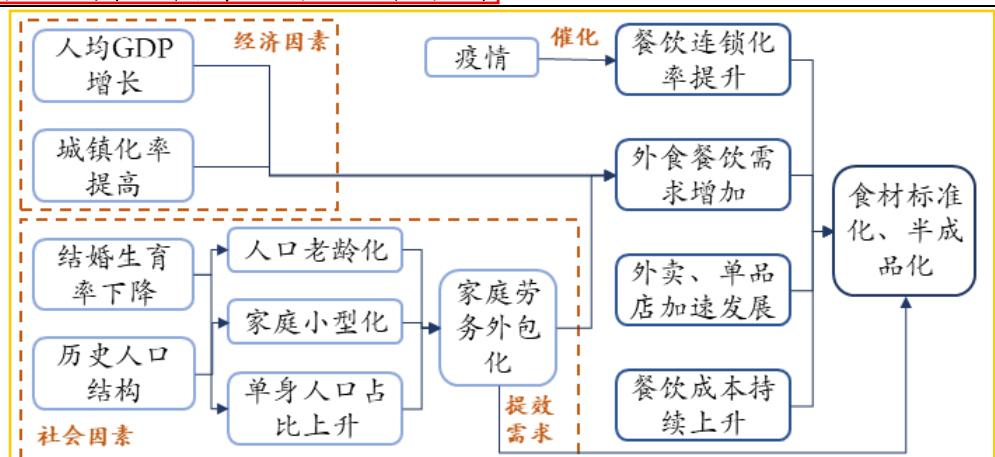 经济因素
人均GDP
增长
城镇化率
提高
疫情
催化
餐饮连锁化
率提升
外食餐饮需
求增加
外卖、单品
店加速发展
餐饮成本持
续上升
食材标准
化、半成
品化
结婚生育
率下降
历史人口
结构
人口老龄化
家庭小型化
单身人口占
比上升
家庭劳
务外包
化
提效
需求
社会因素